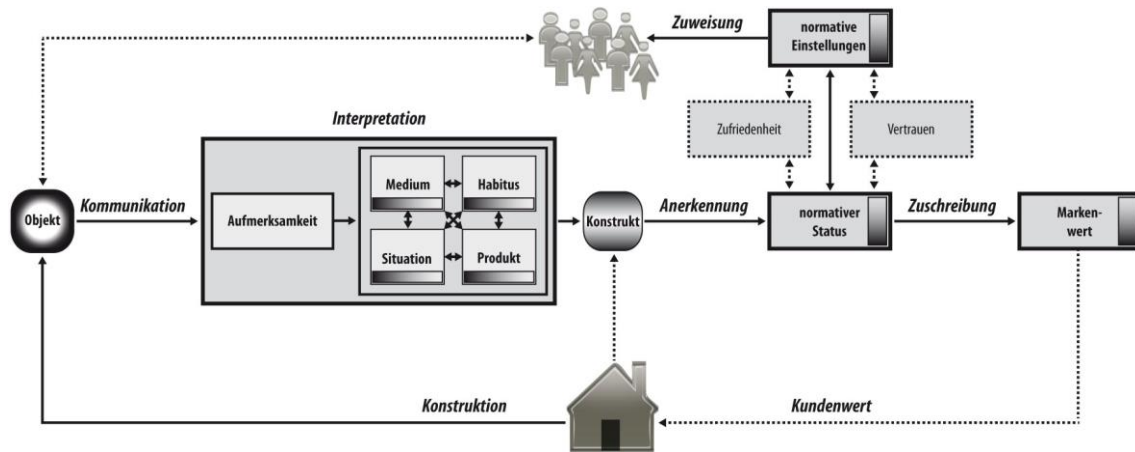 Zuweisung
normative
Einstellungen
Interpretation
Zufriedenheit
Vertrauen
Medium
Habitus
Objekt
Kommunikation
Aufmerksamkeit
Konstrukt
Anerkennung
normativer
Status
Zuschreibung
Marken-
wert
Situation
Produkt
Konstruktion
Kundenwert